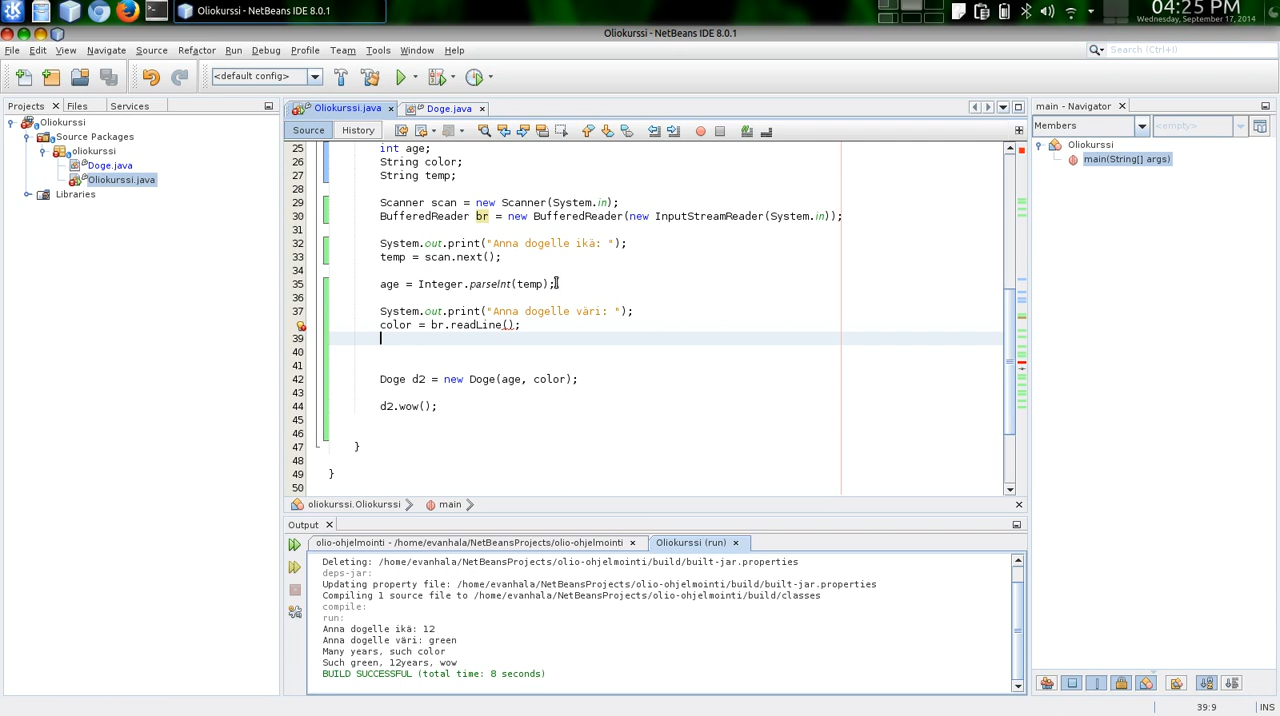 Oliokurssi - NetBeans IDE 8.0.1
04:25 PM
Wednesday, September 17, 2014
Oliokurssi - NetBeans IDE 8.0.1
File Edit View Navigate Source Refactor Run Debug Profile Team Tools Window Help
Search (Ctrl+I)
<default config>
Projects Files Services
Oliokurssi.java Doge.java
main - Navigator
Oliokurssi
Source Packages
oliokurssi
Doge.java
Oliokurssi.java
Libraries
Source History
Members
<empty>
Oliokurssi
main(String[] args)
25 int age;
26 String color;
27 String temp;
28
29 Scanner scan = new Scanner(System.in);
30 BufferedReader br = new BufferedReader(new InputStreamReader(System.in));
31
32 System.out.print("Anna dogelle ikä: ");
33 temp = scan.next();
34
35 age = Integer.parseInt(temp);
36
37 System.out.print("Anna dogelle väri: ");
color = br.readLine();
39
40
41
42 Doge d2 = new Doge(age, color);
43
44 d2.wow();
45
46
47 }
48
49 }
50
oliokurssi.Oliokurssi main
Output
olio-ohjelmointi - /home/evanhala/NetBeansProjects/olio-ohjelmointi Oliokurssi (run)
Deleting: /home/evanhala/NetBeansProjects/olio-ohjelmointi/build/built-jar.properties
deps-jar:
Updating property file: /home/evanhala/NetBeansProjects/olio-ohjelmointi/build/built-jar.properties
Compiling 1 source file to /home/evanhala/NetBeansProjects/olio-ohjelmointi/build/classes
compile:
run:
Anna dogelle ikä: 12
Anna dogelle väri: green
Many years, such color
Such green, 12years, wow
BUILD SUCCESSFUL (total time: 8 seconds)
39:9 INS